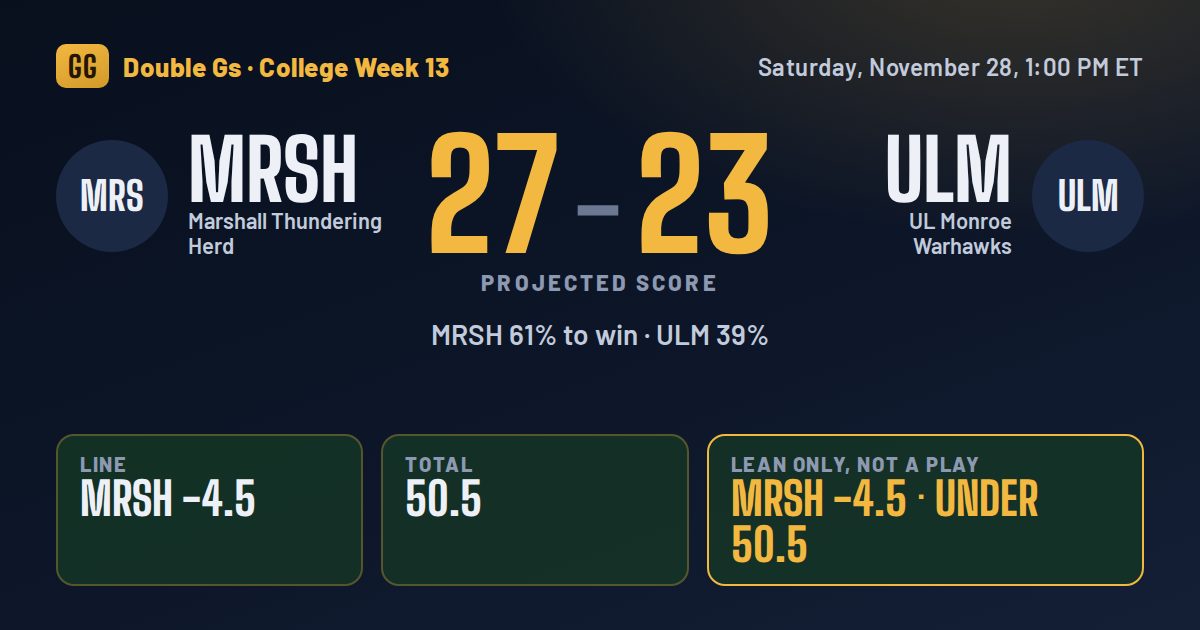 GG
Double Gs · College Week 13
Saturday, November 28, 1:00 PM ET
MRS
MRSH
Marshall Thundering
Herd
27–23
PROJECTED SCORE
MRSH 61% to win · ULM 39%
ULM
UL Monroe
Warhawks
ULM
LINE
MRSH −4.5
TOTAL
50.5
LEAN ONLY, NOT A PLAY
MRSH −4.5 · UNDER
50.5